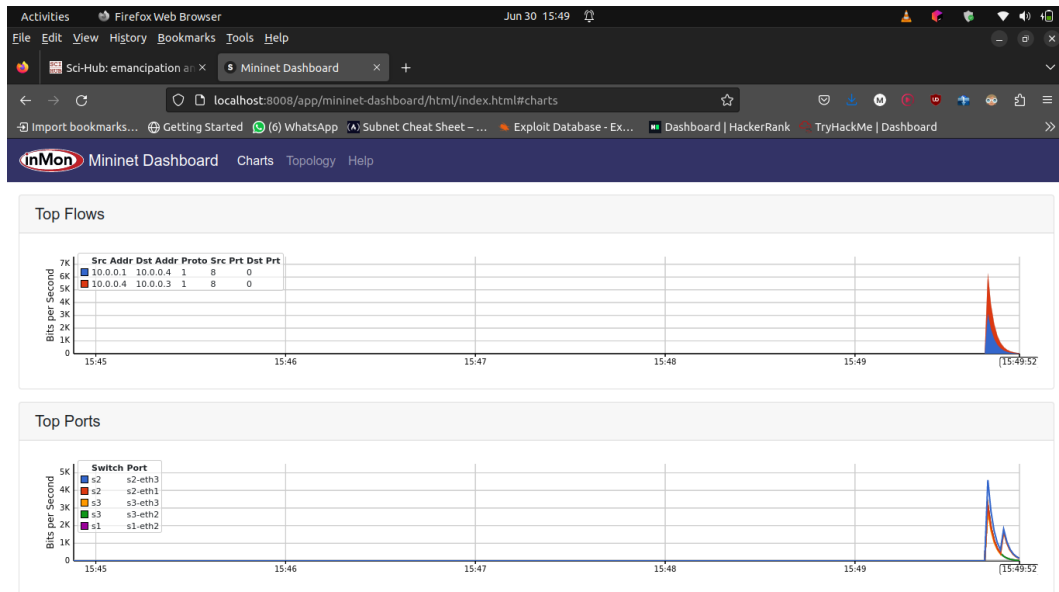 Activities Firefox Web Browser Jun 30 15:49
File Edit View History Bookmarks Tools Help
Sci-Hub: emancipation an Mininet Dashboard
localhost:8008/app/mininet-dashboard/html/index.html#charts
Import bookmarks... Getting Started (6) WhatsApp Subnet Cheat Sheet – ... Exploit Database - Ex... Dashboard | HackerRank TryHackMe | Dashboard
inMon Mininet Dashboard Charts Topology Help
Top Flows
Src Addr Dst Addr Proto Src Prt Dst Prt
10.0.0.1 10.0.0.4 1 8 0
10.0.0.4 10.0.0.3 1 8 0
Bits per Second
7K
6K
5K
4K
3K
2K
1K
0
15:45 15:46 15:47 15:48 15:49 15:49:52
Top Ports
Switch Port
s2 s2-eth3
s2 s2-eth1
s3 s3-eth3
s3 s3-eth2
s1 s1-eth2
Bits per Second
5K
4K
3K
2K
1K
0
15:45 15:46 15:47 15:48 15:49 15:49:52